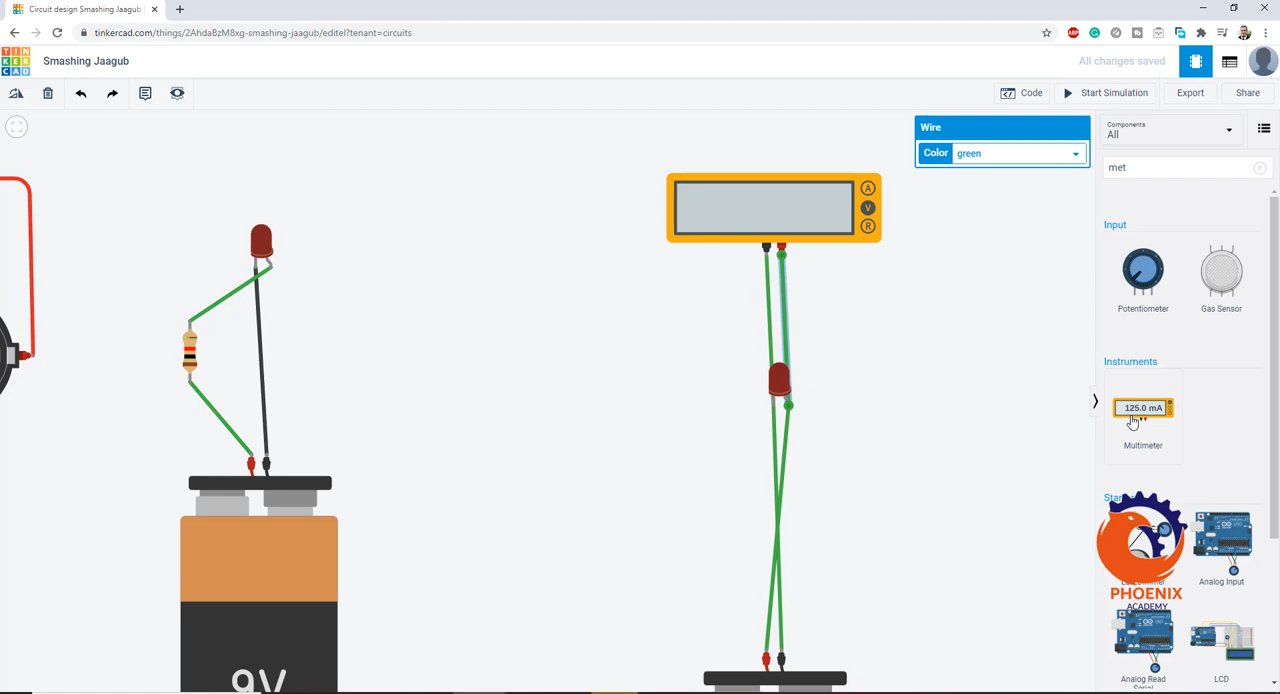 Circuit design Smashing Jaagub
tinkercad.com/things/2AhdaBzM8xg-smashing-jaagub/editel?tenant=circuits
TIN
KER
CAD
Smashing Jaagub
All changes saved
Code
Start Simulation
Export
Share
Wire
Color green
Components
All
met
A
V
R
Input
Potentiometer
Gas Sensor
Instruments
125.0 mA
Multimeter
Analog Input
PHOENIX
ACADEMY
Analog Read
Serial
LCD
9V